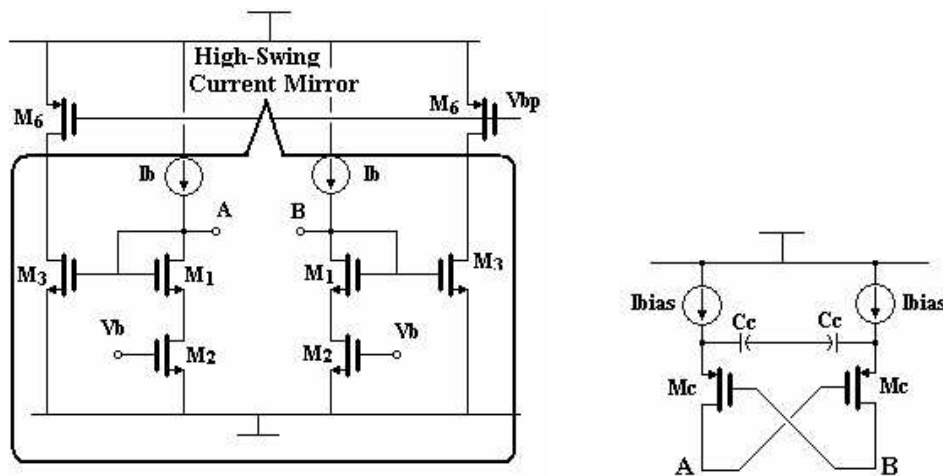 High-Swing
Current Mirror
M6
M6
Vbp
Ib
Ib
A
B
M3
M1
M1
M3
Vb
M2
M2
Vb
Ibias
Ibias
Cc
Cc
Mc
Mc
A
B